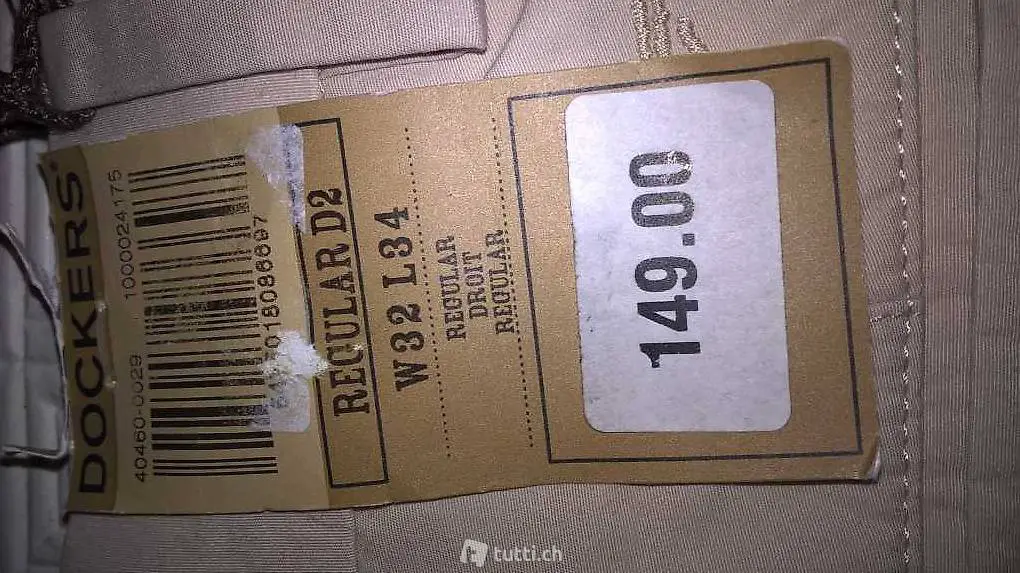 DOCKERS®
40460-0029 1000024175
REGULAR D2
W32 L34
REGULAR
DROIT
REGULAR
149.00
tutti.ch